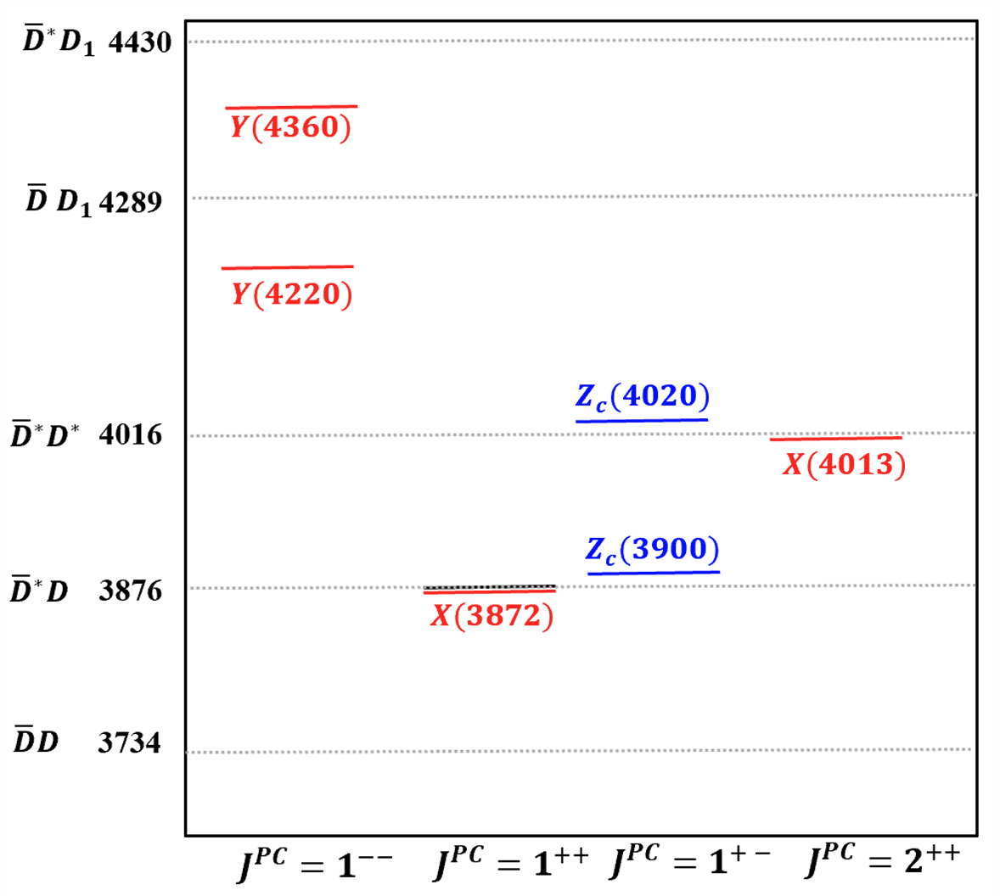 D̅*D₁ 4430
Y(4360)
D̅ D₁ 4289
Y(4220)
Z_c(4020)
D̅*D* 4016
X(4013)
Z_c(3900)
D̅*D 3876
X(3872)
D̅D 3734
J^{PC} = 1^{--} J^{PC} = 1^{++} J^{PC} = 1^{+-} J^{PC} = 2^{++}